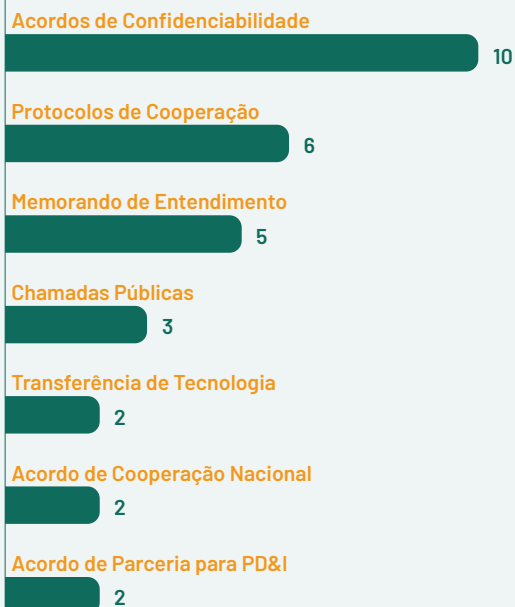 Acordos de Confidenciabilidade
10
Protocolos de Cooperação
6
Memorando de Entendimento
5
Chamadas Públicas
3
Transferência de Tecnologia
2
Acordo de Cooperação Nacional
2
Acordo de Parceria para PD&I
2